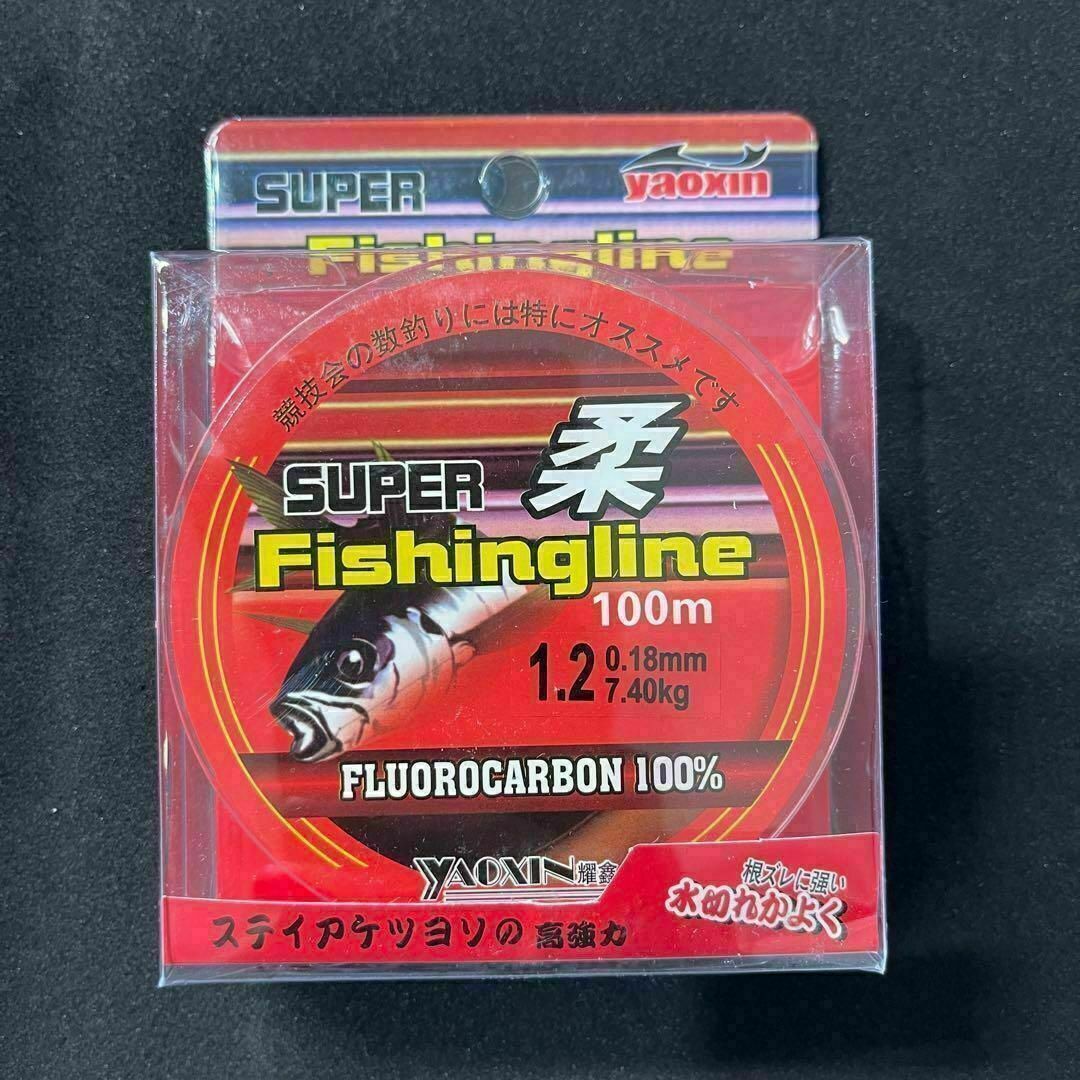 SUPER
yaoxin
Fishingline
競技会の数釣りには特にオススメです
SUPER 柔
Fishingline
100m
1.2 0.18mm
7.40kg
FLUOROCARBON 100%
YAOXIN 耀鑫
根ズレに強い
水切れかよく
ステイアケツヨソの 高強力